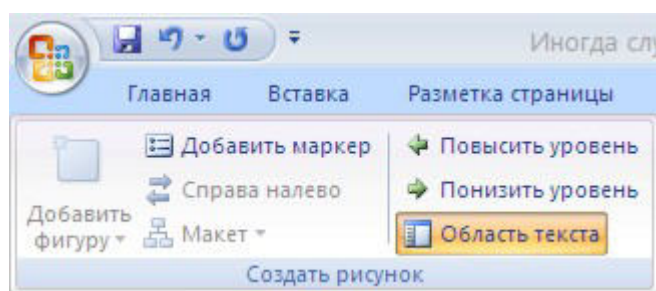 Иногда
Главная Вставка Разметка страницы
Добавить маркер
Справа налево
Макет
Добавить
фигуру
Повысить уровень
Понизить уровень
Область текста
Создать рисунок